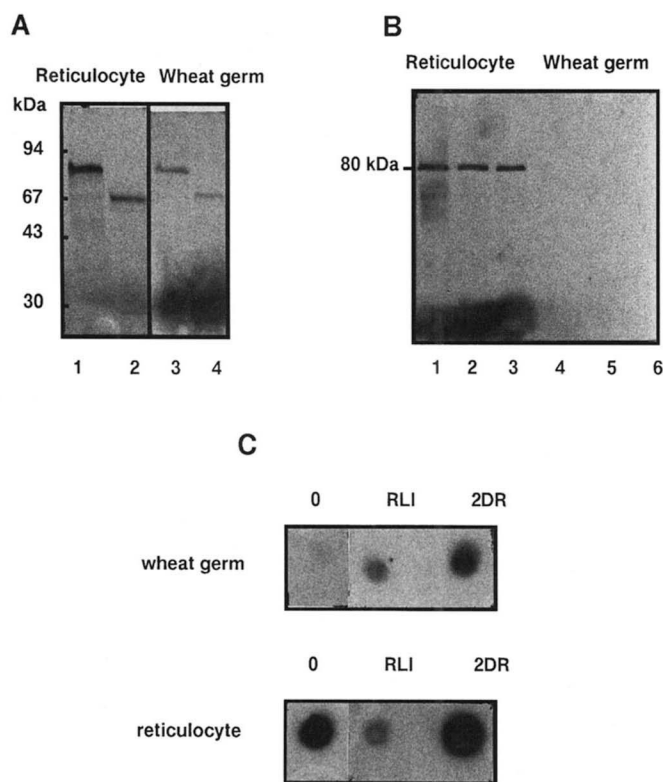 A
Reticulocyte Wheat germ
kDa
94
67
43
30
1 2 3 4
B
Reticulocyte Wheat germ
80 kDa
1 2 3 4 5 6
C
0 RLI 2DR
wheat germ
0 RLI 2DR
reticulocyte